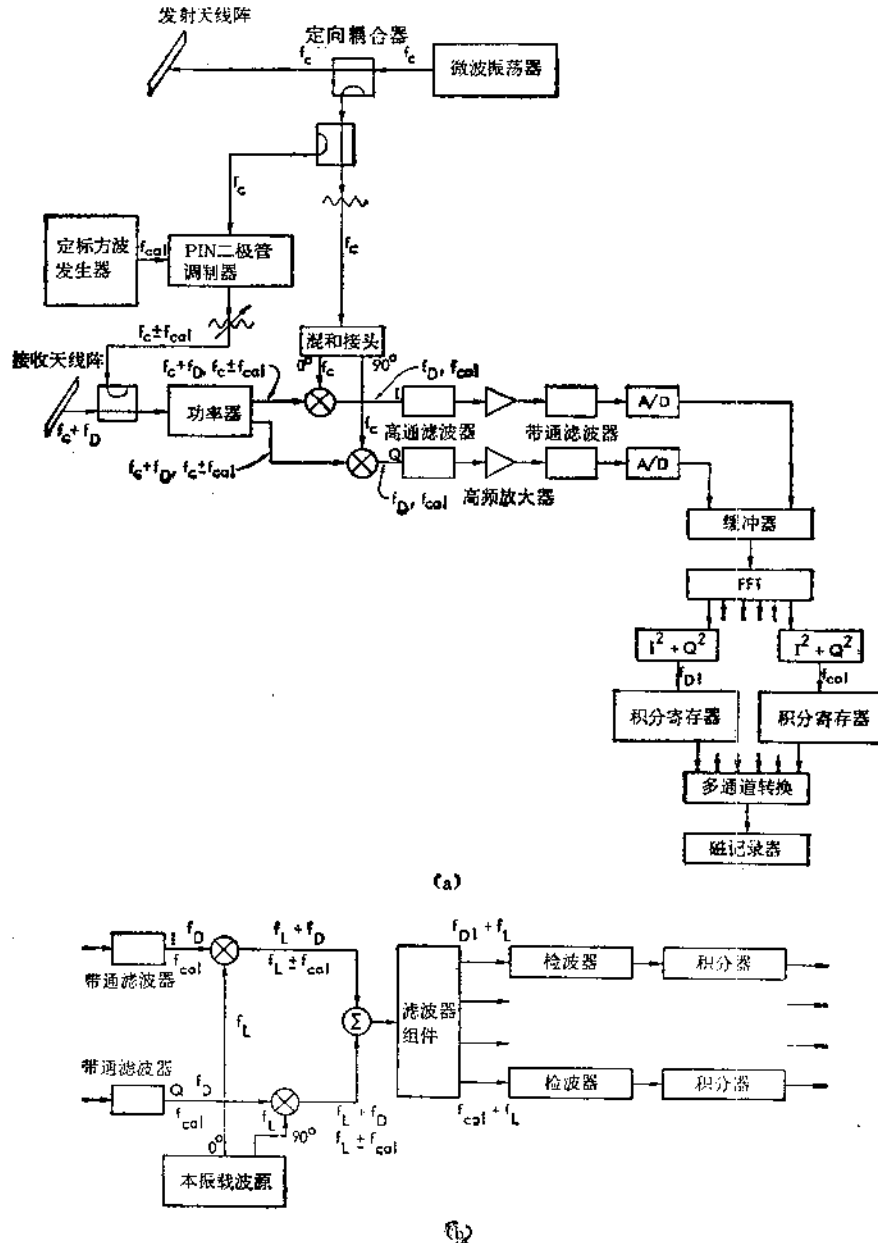 发射天线阵
定向耦合器
f_c
f_c
微波振荡器
f_c
f_c
定标方波
发生器
f_cal
PIN二极管
调制器
f_c±f_cal
混和接头
0° f_c 90°
接收天线阵
f_c+f_D
f_c+f_D, f_c±f_cal
功率器
f_c+f_D, f_c±f_cal
I
f_D, f_cal
高通滤波器
带通滤波器
A/D
f_c
Q
f_D, f_cal
高频放大器
A/D
缓冲器
FFT
I² + Q²
I² + Q²
f_D1
f_cal
积分寄存器
积分寄存器
多通道转换
磁记录器
(a)
带通滤波器
I f_D
f_cal
f_L + f_D
f_L ± f_cal
f_L
Σ
滤波器
组件
f_D1 + f_L
检波器
积分器
带通滤波器
Q f_D
f_cal
f_L
0°
90°
f_L + f_D
f_L ± f_cal
f_cal + f_L
检波器
积分器
本振载波源
(b)